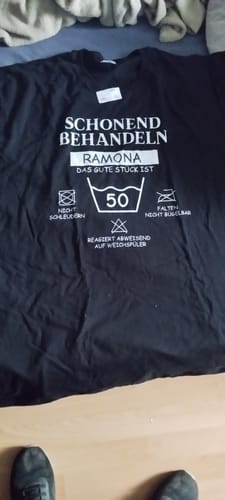 SCHONEND
BEHANDELN
RAMONA
DAS GUTE STÜCK IST
50
NICHT
SCHLEUDERN
FALTEN
NICHT BÜGELBAR
REAGIERT ABWEISEND
AUF WEICHSPÜLER